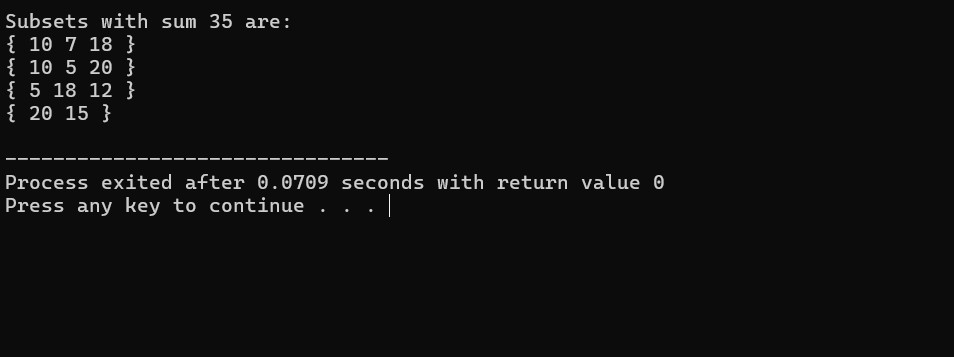 Subsets with sum 35 are:
{ 10 7 18 }
{ 10 5 20 }
{ 5 18 12 }
{ 20 15 }
--------------------------------
Process exited after 0.0709 seconds with return value 0
Press any key to continue . . .